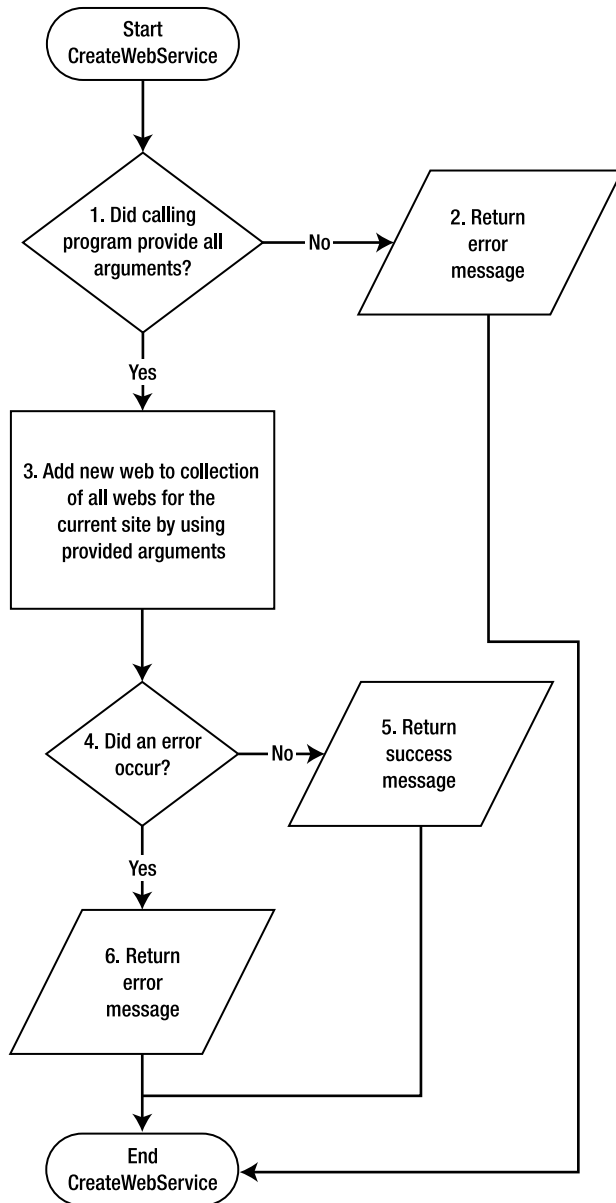 Start
CreateWebService
1. Did calling
program provide all
arguments?
No
2. Return
error
message
Yes
3. Add new web to collection
of all webs for the
current site by using
provided arguments
4. Did an error
occur?
No
5. Return
success
message
Yes
6. Return
error
message
End
CreateWebService